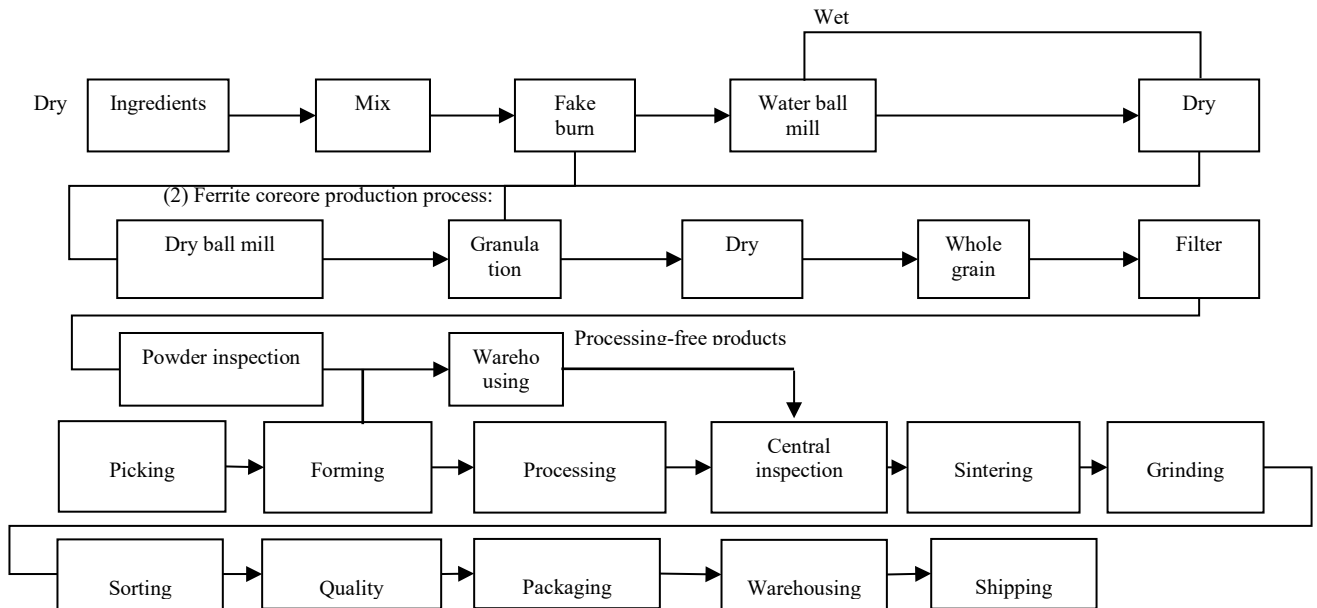 Wet
Dry
Ingredients
Mix
Fake
burn
Water ball
mill
Dry
(2) Ferrite coreore production process:
Dry ball mill
Granula
tion
Dry
Whole
grain
Filter
Powder inspection
Wareho
using
Processing-free products
Picking
Forming
Processing
Central
inspection
Sintering
Grinding
Sorting
Quality
Packaging
Warehousing
Shipping